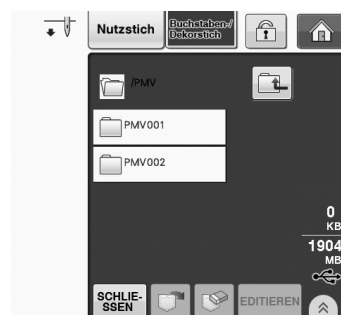 Nutzstich
Buchstaben-/
Dekorstich
/PMV
PMV001
PMV002
0
KB
1904
MB
SCHLIE-
SSEN
EDITIEREN